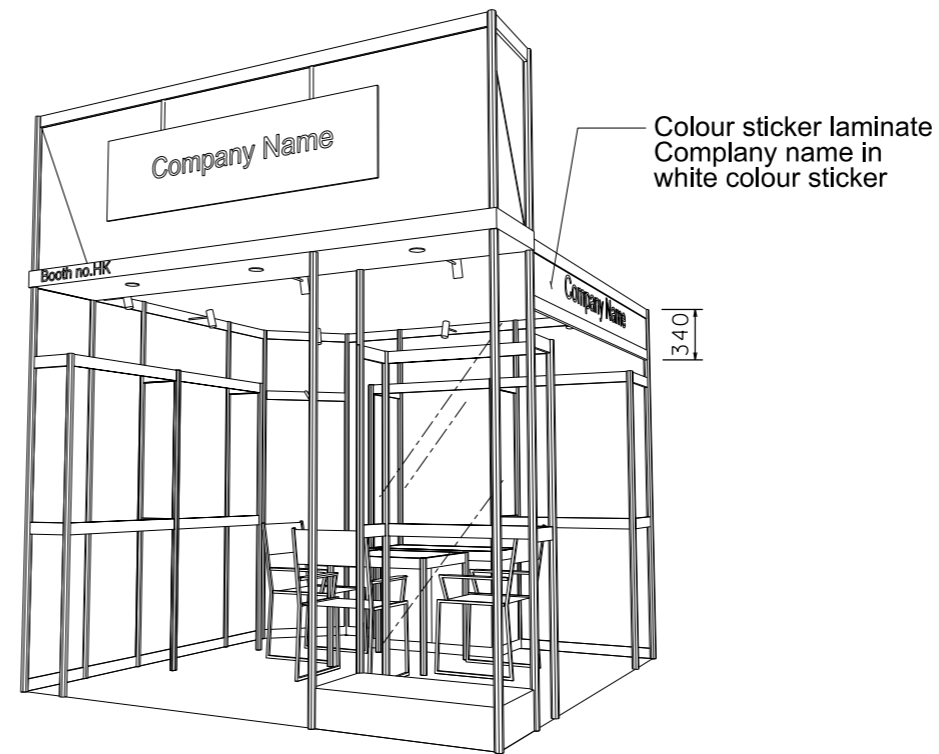 Company Name
Colour sticker laminate
Complany name in
white colour sticker
Booth no.HK
Company Name
340